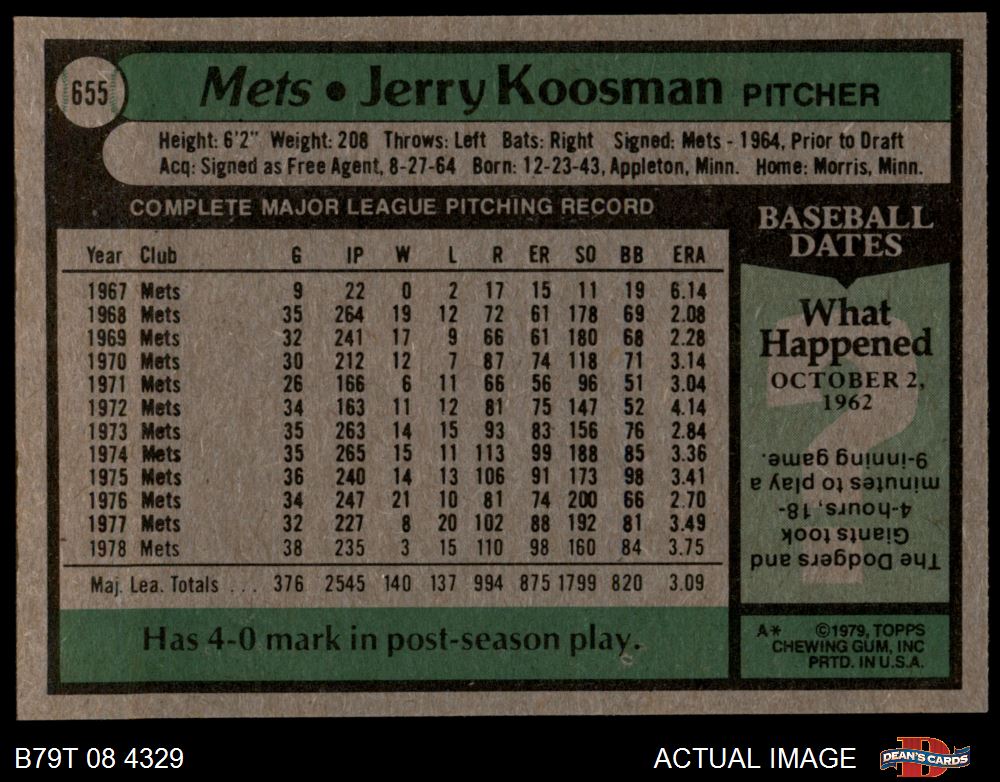 655
Mets • Jerry Koosman PITCHER
Height: 6'2" Weight: 208 Throws: Left Bats: Right Signed: Mets - 1964, Prior to Draft
Acq: Signed as Free Agent, 8-27-64 Born: 12-23-43, Appleton, Minn. Home: Morris, Minn.
COMPLETE MAJOR LEAGUE PITCHING RECORD
Year Club G IP W L R ER SO BB ERA
1967 Mets 9 22 0 2 17 15 11 19 6.14
1968 Mets 35 264 19 12 72 61 178 69 2.08
1969 Mets 32 241 17 9 66 61 180 68 2.28
1970 Mets 30 212 12 7 87 74 118 71 3.14
1971 Mets 26 166 6 11 66 56 96 51 3.04
1972 Mets 34 163 11 12 81 75 147 52 4.14
1973 Mets 35 263 14 15 93 83 156 76 2.84
1974 Mets 35 265 15 11 113 99 188 85 3.36
1975 Mets 36 240 14 13 106 91 173 98 3.41
1976 Mets 34 247 21 10 81 74 200 66 2.70
1977 Mets 32 227 8 20 102 88 192 81 3.49
1978 Mets 38 235 3 15 110 98 160 84 3.75
Maj. Lea. Totals ... 376 2545 140 137 994 875 1799 820 3.09
Has 4-0 mark in post-season play.
BASEBALL
DATES
What
Happened
OCTOBER 2,
1962
The Dodgers and
Giants took
4-hours, 18-
minutes to play a
9-inning game.
A* ©1979, TOPPS
CHEWING GUM, INC
PRTD. IN U.S.A.
B79T 08 4329
ACTUAL IMAGE
DEAN'S CARDS